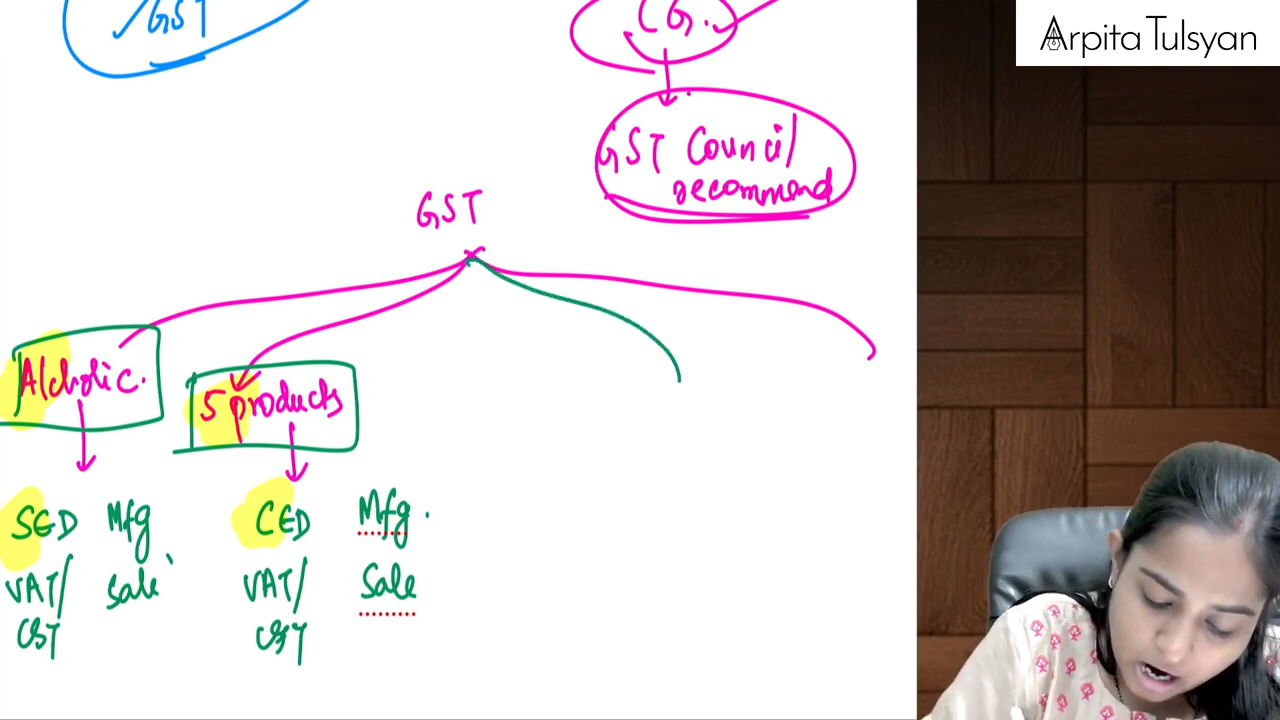 GST
CG.
Arpita Tulsyan
GST Council
recommend
GST
Alcholic.
5 products
SED Mfg
VAT/ Sale
CST
CED Mfg.
VAT/ Sale
CST